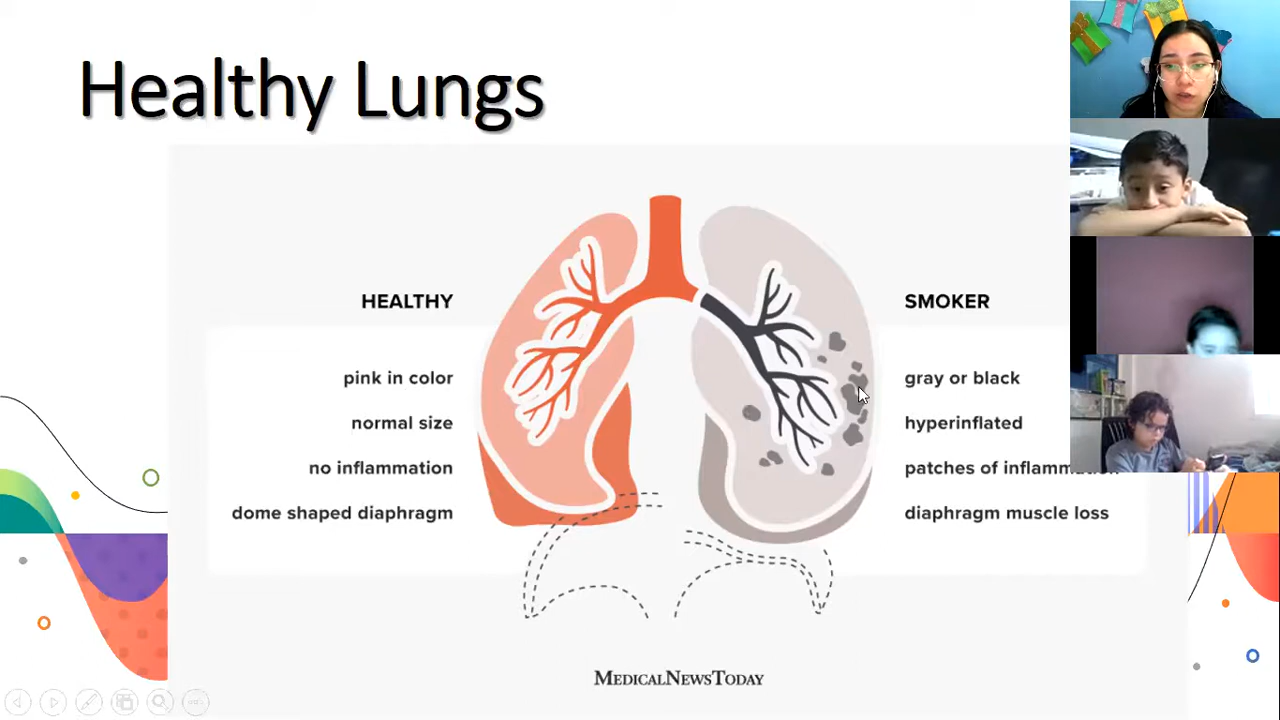 Healthy Lungs
HEALTHY
pink in color
normal size
no inflammation
dome shaped diaphragm
SMOKER
gray or black
hyperinflated
patches of
diaphragm muscle loss
MEDICALNEWSTODAY